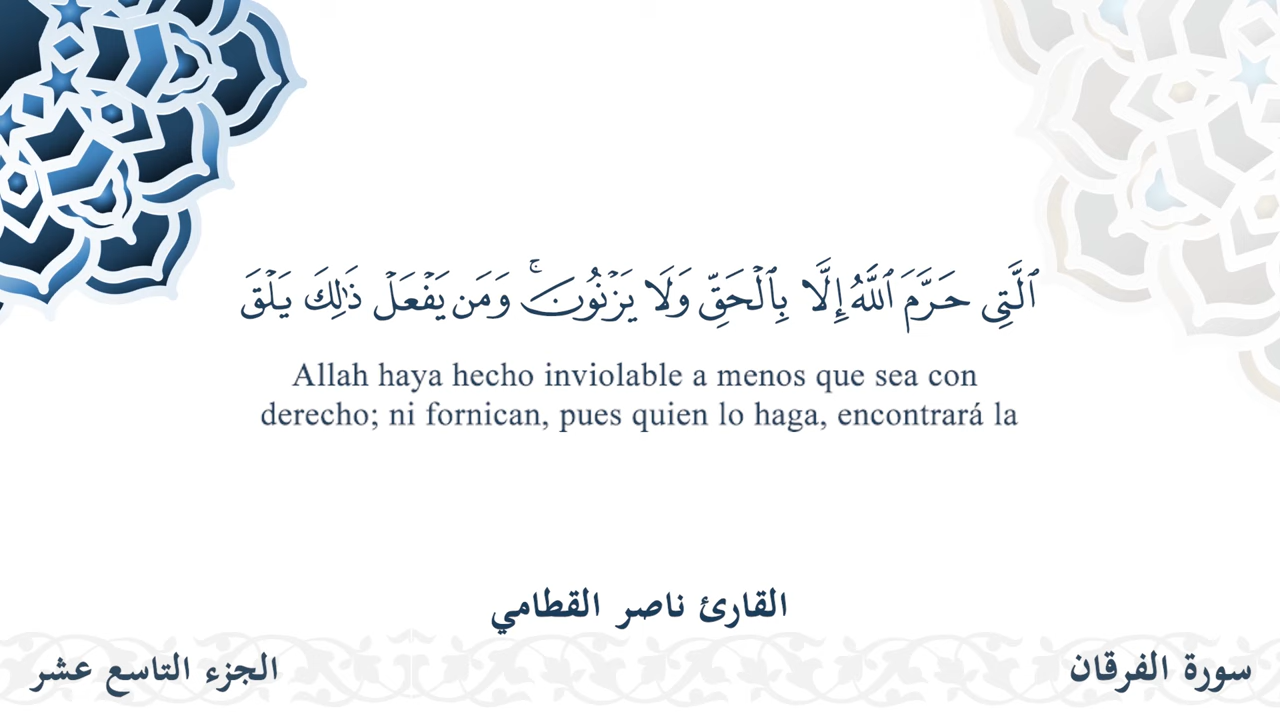 ٱلَّتِى حَرَّمَ ٱللَّهُ إِلَّا بِٱلْحَقِّ وَلَا يَزْنُونَ ۚ وَمَن يَفْعَلْ ذَٰلِكَ يَلْقَ
Allah haya hecho inviolable a menos que sea con
derecho; ni fornican, pues quien lo haga, encontrará la
القارئ ناصر القطامي
سورة الفرقان
الجزء التاسع عشر